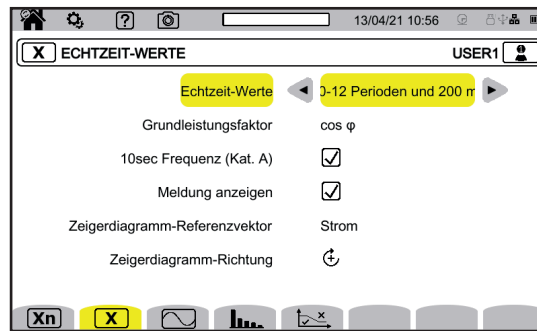 ?
13/04/21 10:56
X ECHTZEIT-WERTE
USER1
Echtzeit-Werte
0-12 Perioden und 200 m
Grundleistungsfaktor
cos φ
10sec Frequenz (Kat. A)
Meldung anzeigen
Zeigerdiagramm-Referenzvektor
Strom
Zeigerdiagramm-Richtung
+
Xn
X
x